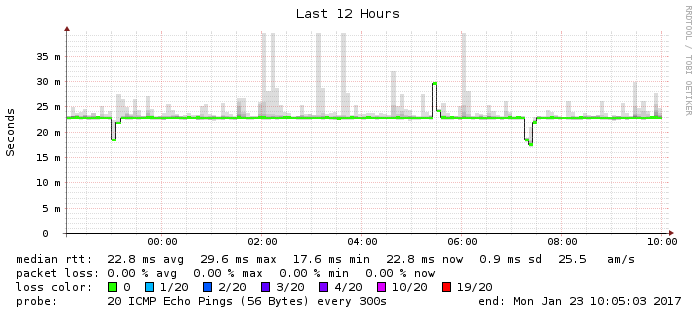 Last 12 Hours
RRDTOOL / TOBI OETIKER
Seconds
35 m
30 m
25 m
20 m
15 m
10 m
5 m
0
00:00 02:00 04:00 06:00 08:00 10:00
median rtt: 22.8 ms avg 29.6 ms max 17.6 ms min 22.8 ms now 0.9 ms sd 25.5 am/s
packet loss: 0.00 % avg 0.00 % max 0.00 % min 0.00 % now
loss color: 0 1/20 2/20 3/20 4/20 10/20 19/20
probe: 20 ICMP Echo Pings (56 Bytes) every 300s end: Mon Jan 23 10:05:03 2017